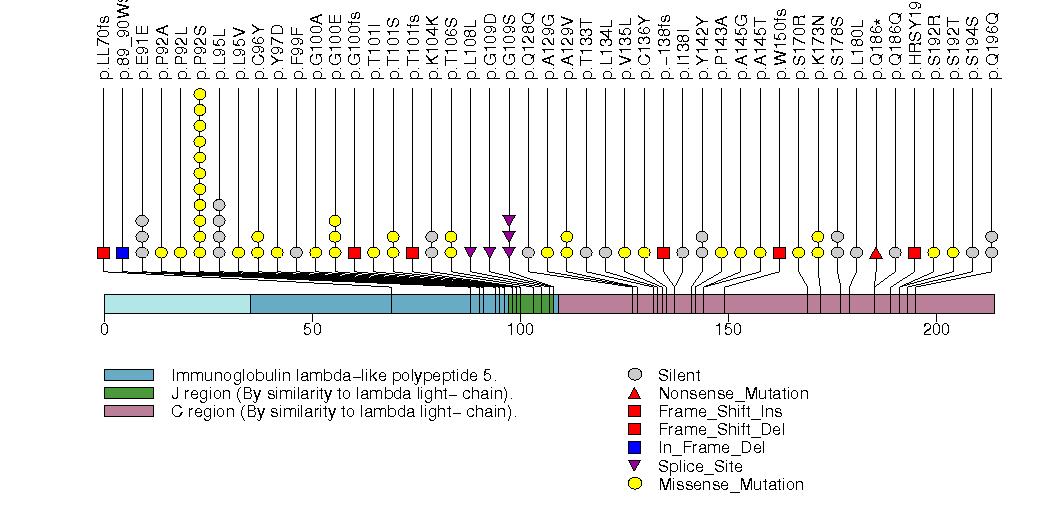 p.LL70fs
p.89_90WS
p.E91E
p.P92A
p.P92L
p.P92S
p.L95L
p.L95V
p.C96Y
p.Y97D
p.F99F
p.G100A
p.G100E
p.G100fs
p.T101I
p.T101S
p.T101fs
p.K104K
p.T106S
p.L108L
p.G109D
p.G109S
p.Q128Q
p.A129G
p.A129V
p.T133T
p.L134L
p.V135L
p.C136Y
p.-138fs
p.I138I
p.Y142Y
p.P143A
p.A145G
p.A145T
p.W150fs
p.S170R
p.K173N
p.S178S
p.L180L
p.Q186*
p.Q186Q
p.HRSY19
p.S192R
p.S192T
p.S194S
p.Q196Q
0 50 100 150 200
Immunoglobulin lambda-like polypeptide 5.
J region (By similarity to lambda light- chain).
C region (By similarity to lambda light- chain).
Silent
Nonsense_Mutation
Frame_Shift_Ins
Frame_Shift_Del
In_Frame_Del
Splice_Site
Missense_Mutation